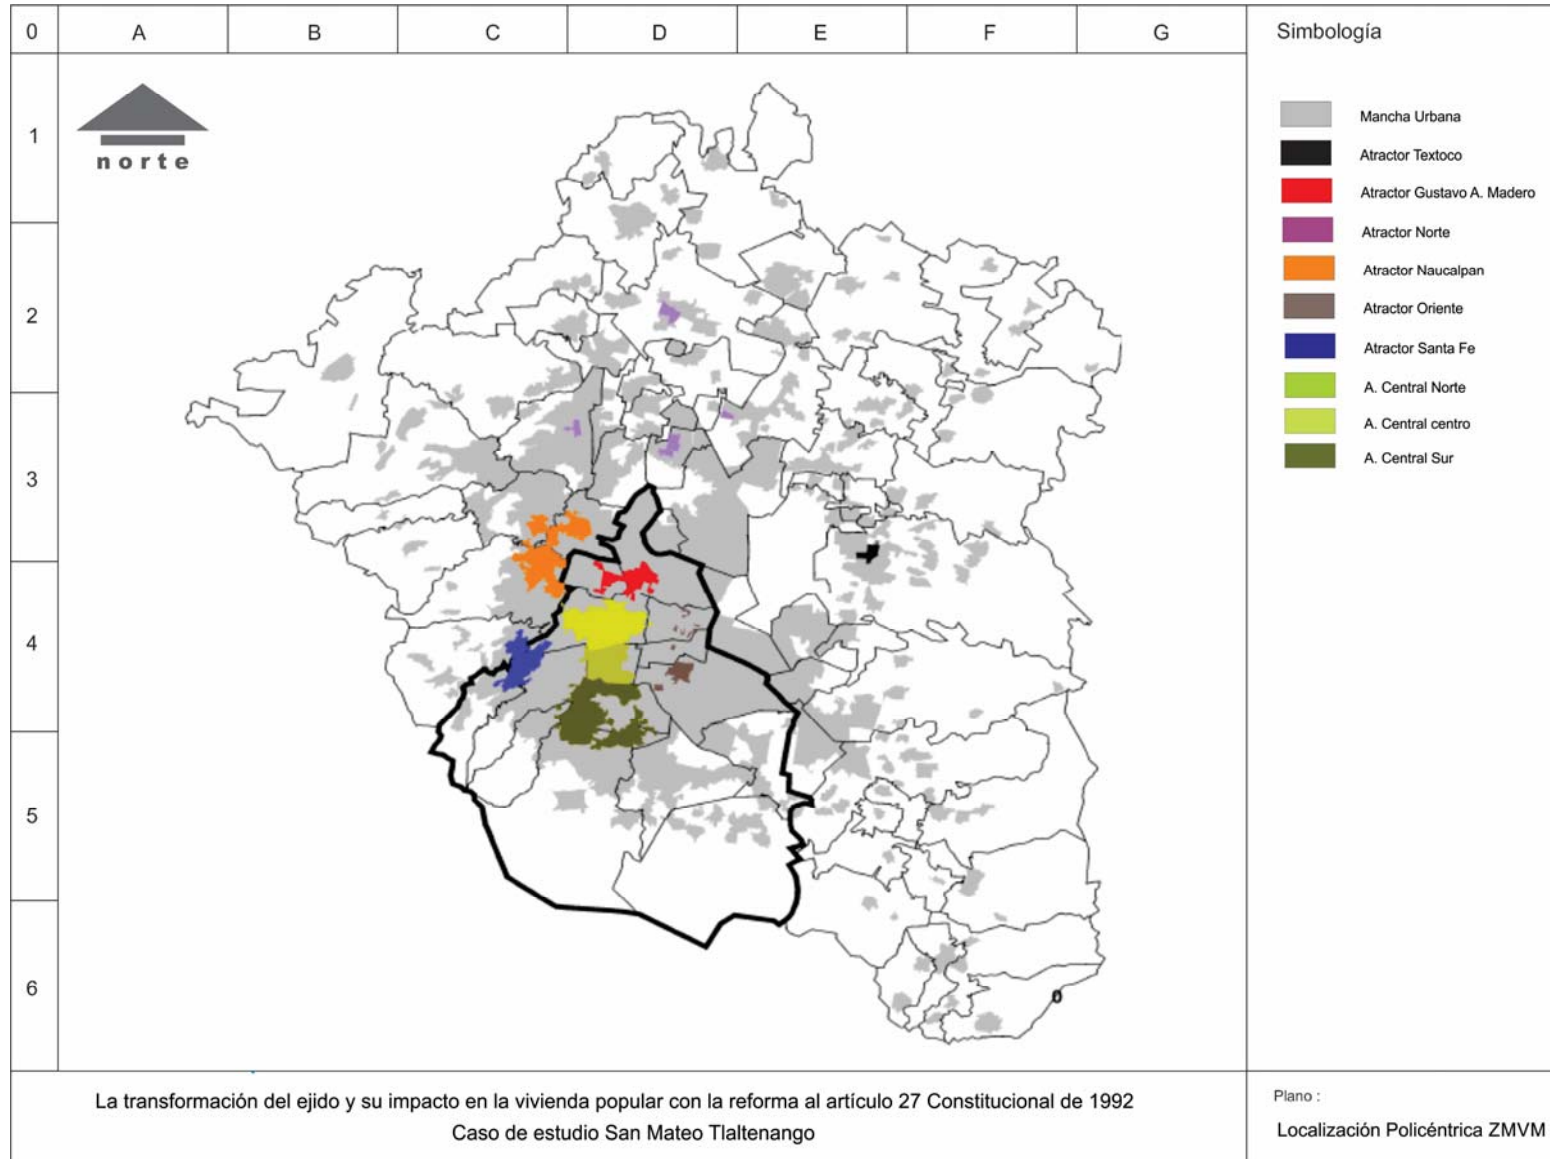 0
A
B
C
D
E
F
G
Simbología
norte
1
2
3
4
5
6
Mancha Urbana
Atractor Textoco
Atractor Gustavo A. Madero
Atractor Norte
Atractor Naucalpan
Atractor Oriente
Atractor Santa Fe
A. Central Norte
A. Central centro
A. Central Sur
0
La transformación del ejido y su impacto en la vivienda popular con la reforma al artículo 27 Constitucional de 1992
Caso de estudio San Mateo Tlaltenango
Plano :
Localización Policéntrica ZMVM